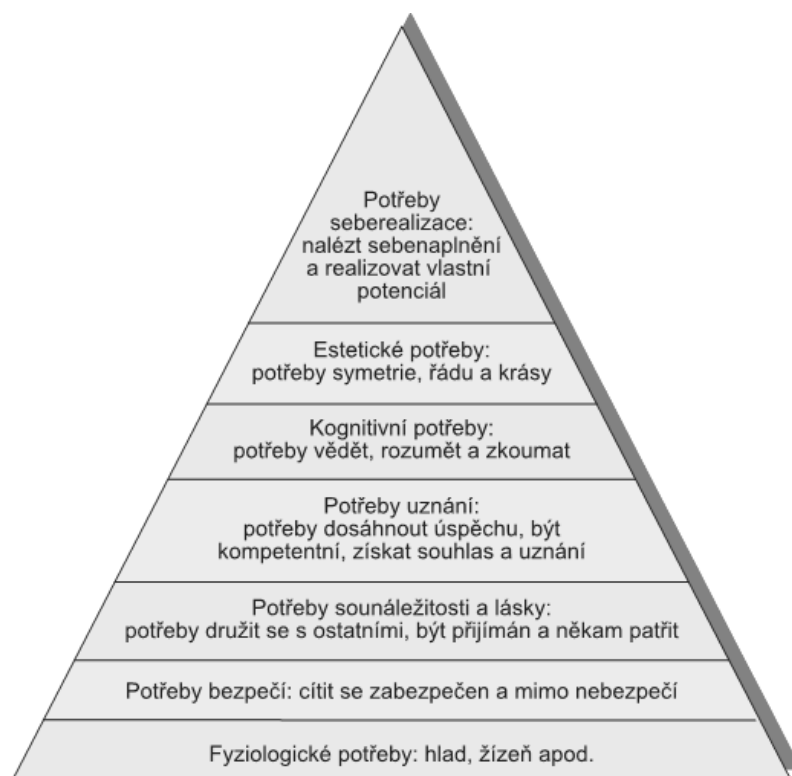 Potřeby
seberealizace:
nalézt sebenaplnění
a realizovat vlastní
potenciál
Estetické potřeby:
potřeby symetrie, řádu a krásy
Kognitivní potřeby:
potřeby vědět, rozumět a zkoumat
Potřeby uznání:
potřeby dosáhnout úspěchu, být
kompetentní, získat souhlas a uznání
Potřeby sounáležitosti a lásky:
potřeby družit se s ostatními, být přijímán a někam patřit
Potřeby bezpečí: cítit se zabezpečen a mimo nebezpečí
Fyziologické potřeby: hlad, žízeň apod.